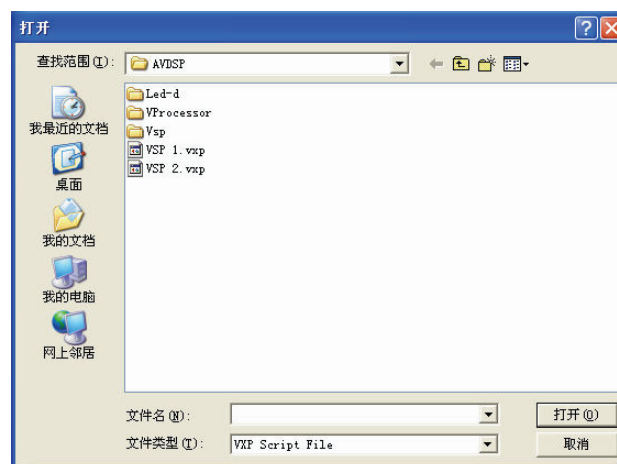 打开
查找范围(I):
AVDSP
我最近的文档
桌面
我的文档
我的电脑
网上邻居
Led-d
VProcessor
Vsp
VSP 1.vxp
VSP 2.vxp
文件名(N):
打开(O)
文件类型(T):
VXP Script File
取消